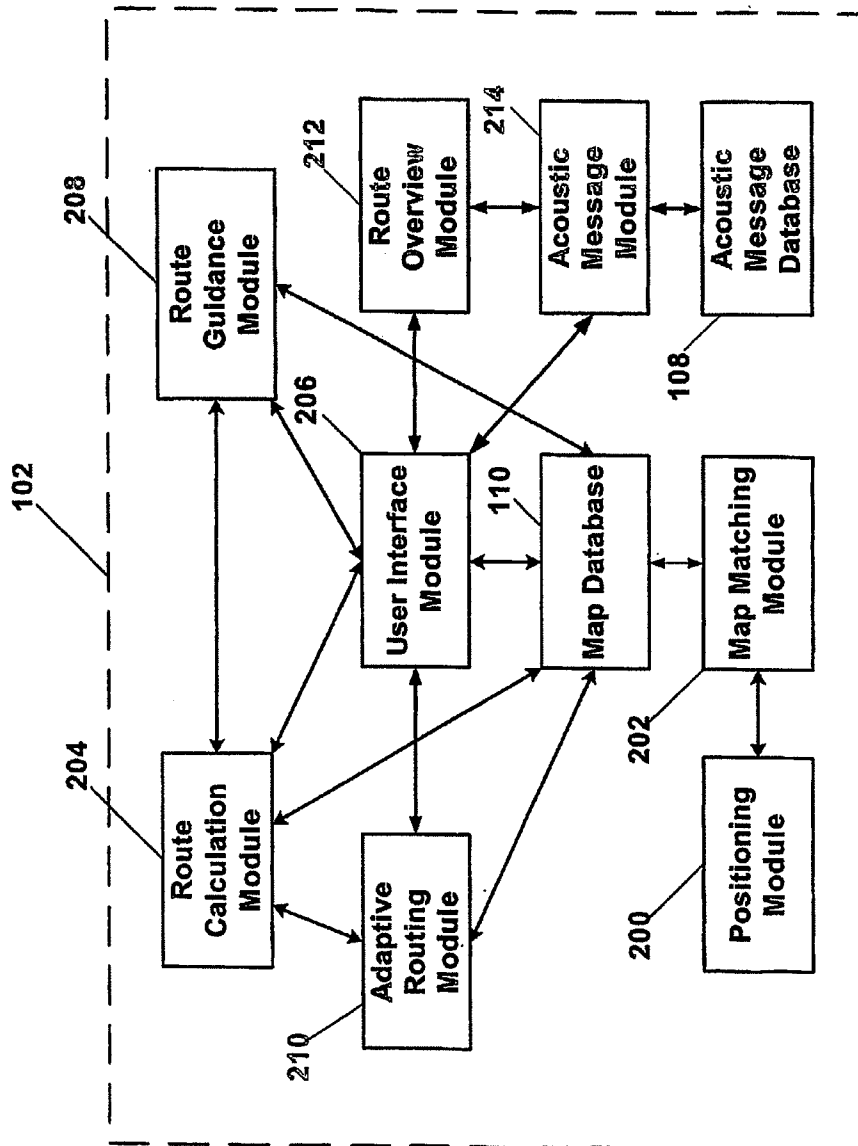 102
204
208
Route
Calculation
Module
Route
Guidance
Module
210
Adaptive
Routing
Module
206
User Interface
Module
212
Route
Overview
Module
110
Map Database
214
Acoustic
Message
Module
200
Positioning
Module
202
Map Matching
Module
108
Acoustic
Message
Database